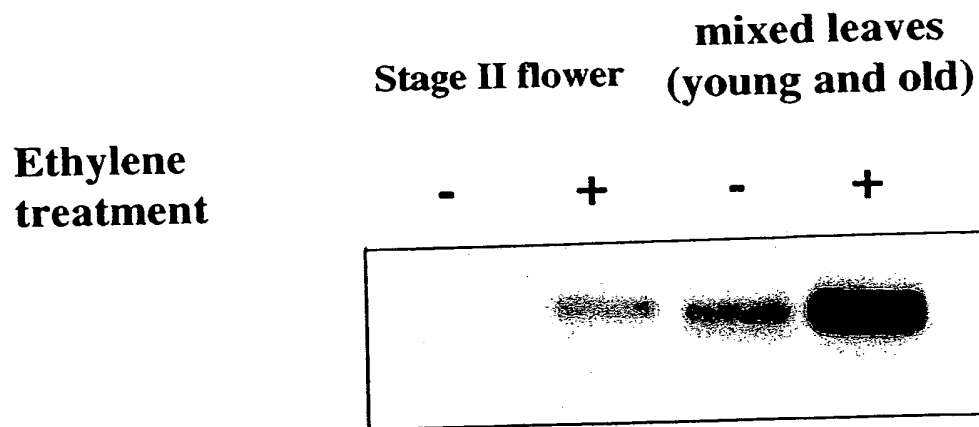 mixed leaves
Stage II flower (young and old)
Ethylene
treatment - + - +